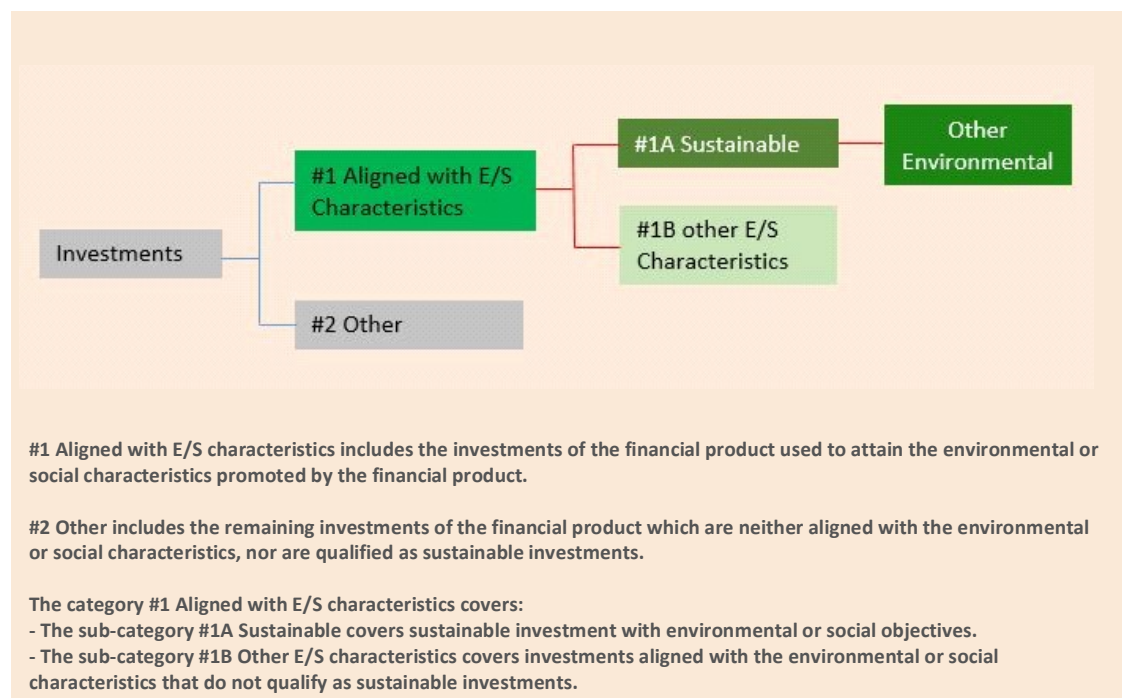 Other
Environmental
#1A Sustainable
#1 Aligned with E/S
Characteristics
#1B other E/S
Characteristics
Investments
#2 Other
#1 Aligned with E/S characteristics includes the investments of the financial product used to attain the environmental or
social characteristics promoted by the financial product.
#2 Other includes the remaining investments of the financial product which are neither aligned with the environmental
or social characteristics, nor are qualified as sustainable investments.
The category #1 Aligned with E/S characteristics covers:
- The sub-category #1A Sustainable covers sustainable investment with environmental or social objectives.
- The sub-category #1B Other E/S characteristics covers investments aligned with the environmental or social
characteristics that do not qualify as sustainable investments.